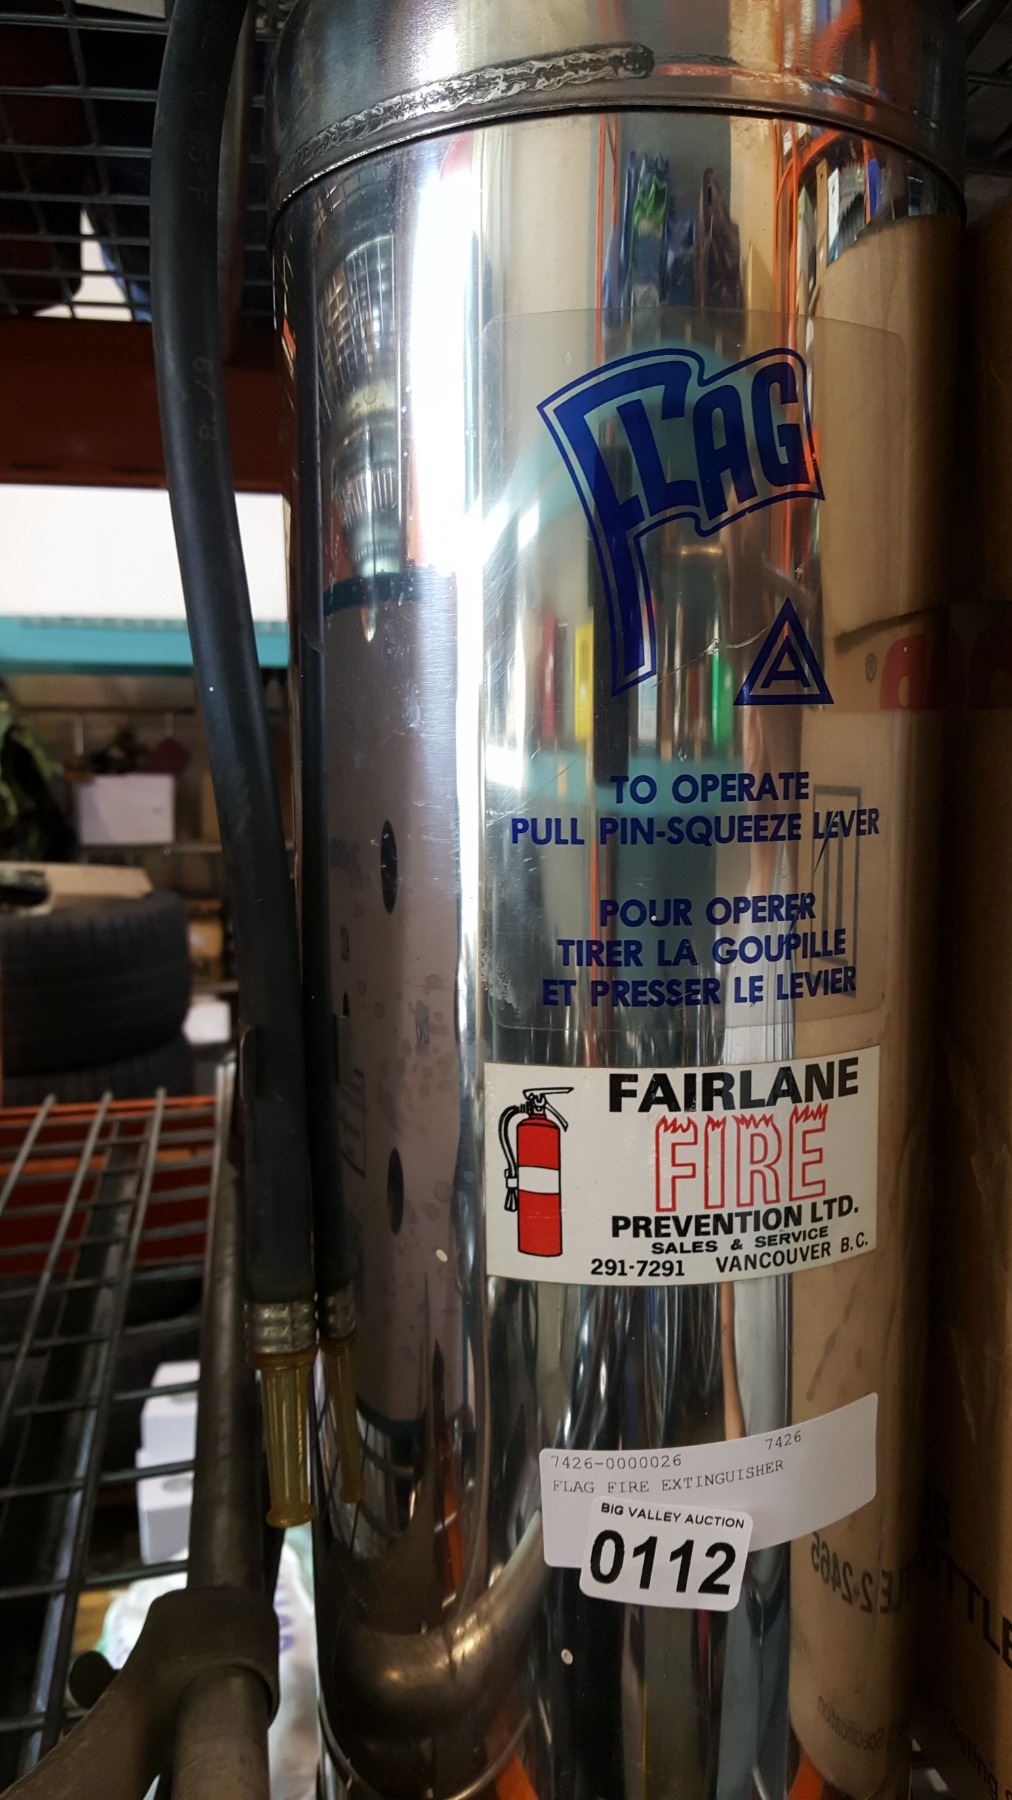 FLAG
A
TO OPERATE
PULL PIN-SQUEEZE LEVER
POUR OPERER
TIRER LA GOUPILLE
ET PRESSER LE LEVIER
FAIRLANE
FIRE
PREVENTION LTD.
SALES & SERVICE
291-7291 VANCOUVER B.C.
7426-0000026 7426
FLAG FIRE EXTINGUISHER
BIG VALLEY AUCTION
0112